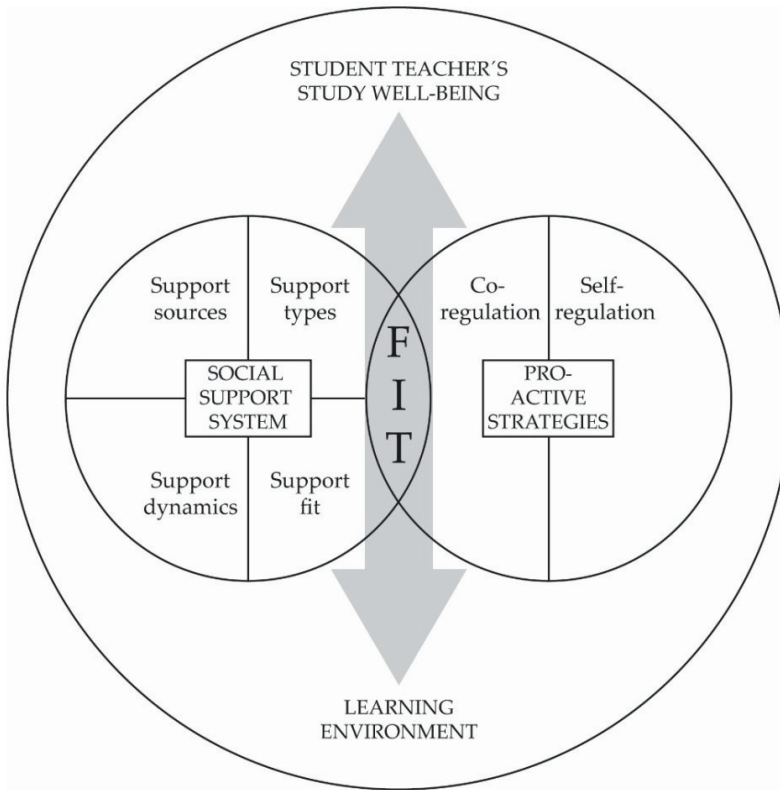 STUDENT TEACHER´S
STUDY WELL-BEING
Support
sources
Support
types
Co-
regulation
Self-
regulation
F
I
T
SOCIAL
SUPPORT
SYSTEM
PRO-
ACTIVE
STRATEGIES
Support
dynamics
Support
fit
LEARNING
ENVIRONMENT